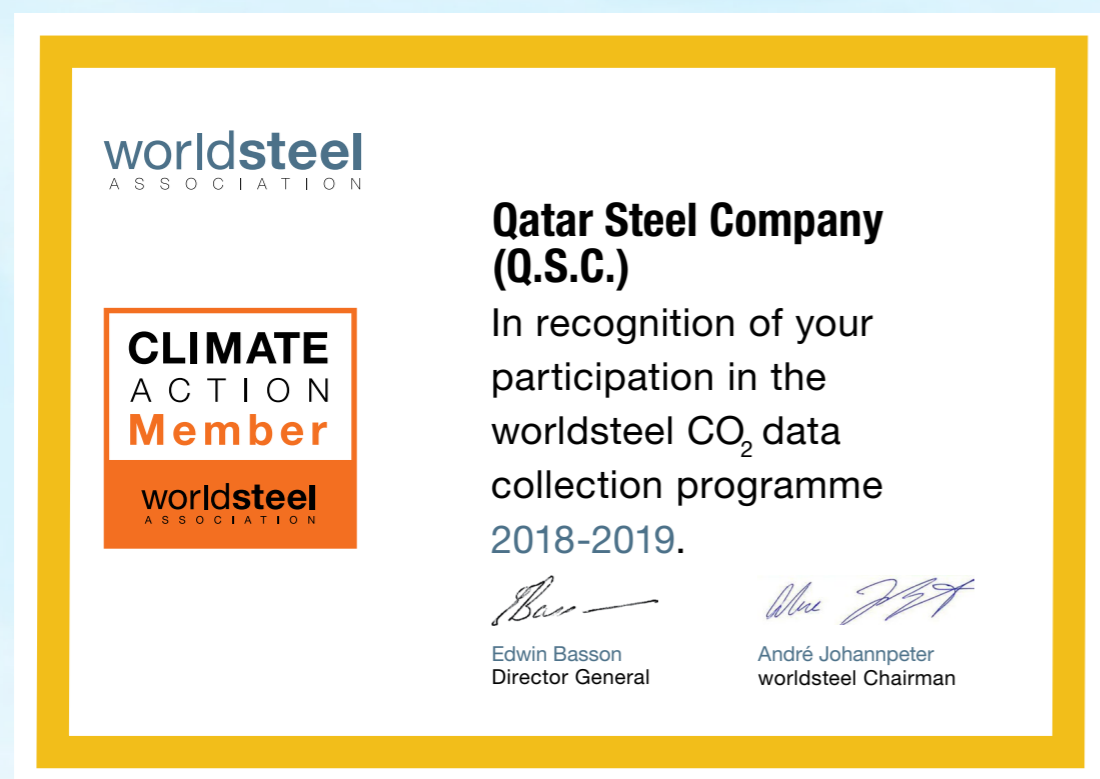 worldsteel
ASSOCIATION
Qatar Steel Company
(Q.S.C.)
In recognition of your
participation in the
worldsteel CO₂ data
collection programme
2018-2019.
CLIMATE
ACTION
Member
worldsteel
ASSOCIATION
Edwin Basson
Director General
André Johannpeter
worldsteel Chairman